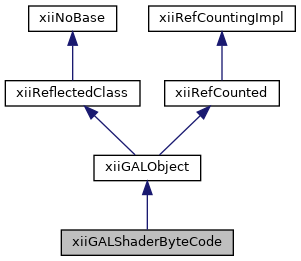 xiiNoBase
xiiRefCountingImpl
xiiReflectedClass
xiiRefCounted
xiiGALObject
xiiGALShaderByteCode